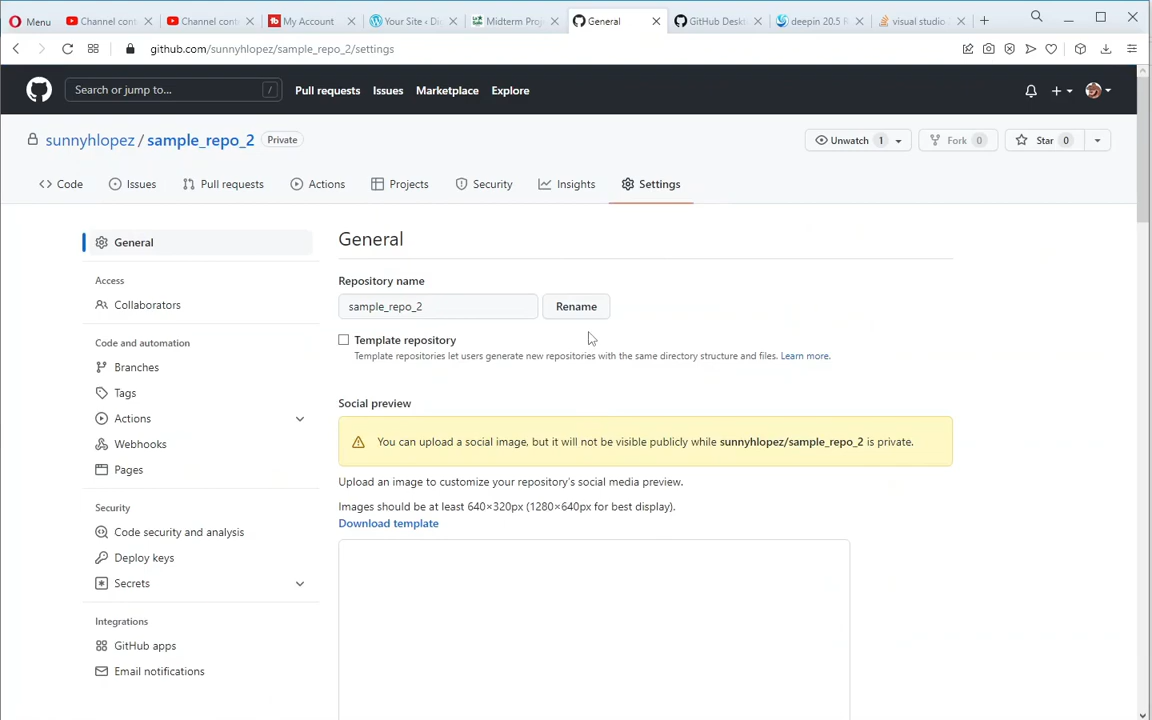 Menu
Channel cont
Channel cont
My Account
Your Site ‹ Di
Midterm Proj
General
GitHub Deskt
deepin 20.5 R
visual studio
github.com/sunnyhlopez/sample_repo_2/settings
Search or jump to... /
Pull requests Issues Marketplace Explore
sunnyhlopez / sample_repo_2 Private
Unwatch 1 Fork 0 Star 0
Code Issues Pull requests Actions Projects Security Insights Settings
General
Access
Collaborators
Code and automation
Branches
Tags
Actions
Webhooks
Pages
Security
Code security and analysis
Deploy keys
Secrets
Integrations
GitHub apps
Email notifications
General
Repository name
sample_repo_2 Rename
Template repository
Template repositories let users generate new repositories with the same directory structure and files. Learn more.
Social preview
You can upload a social image, but it will not be visible publicly while sunnyhlopez/sample_repo_2 is private.
Upload an image to customize your repository's social media preview.
Images should be at least 640×320px (1280×640px for best display).
Download template